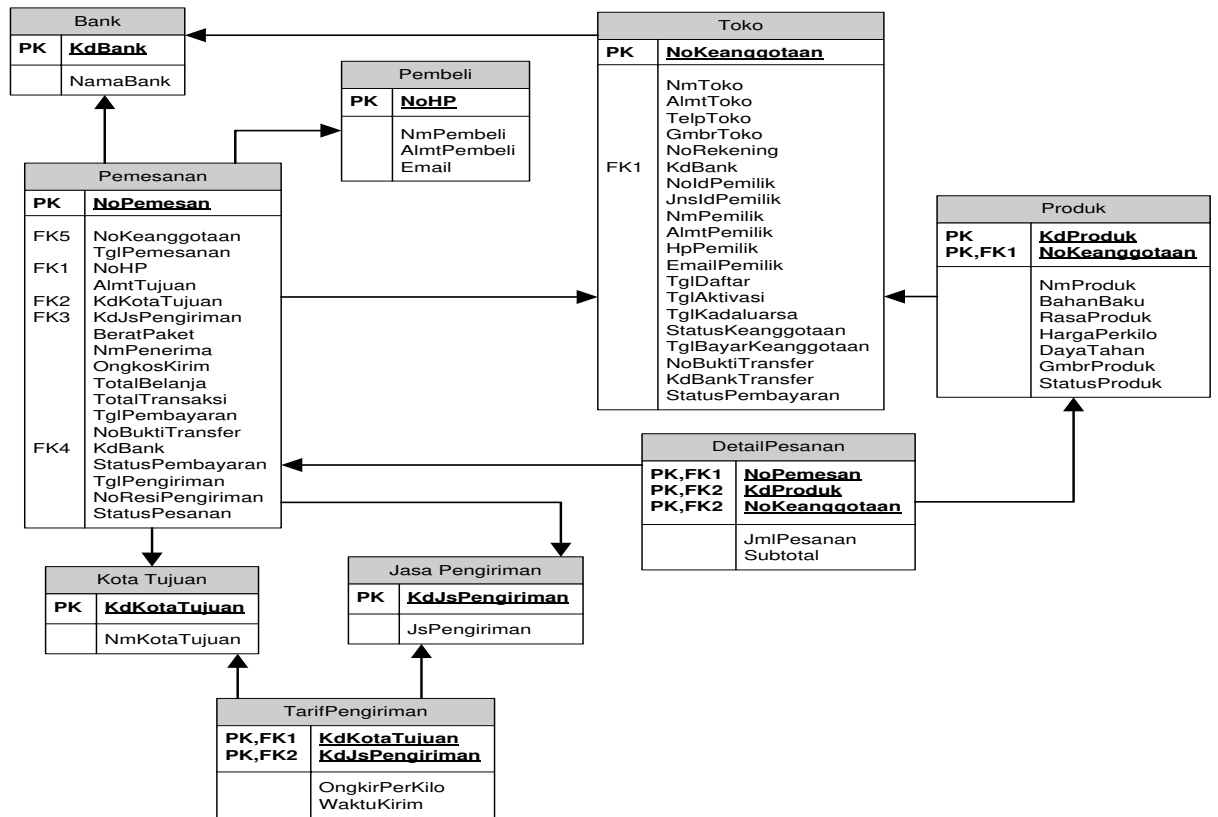 Bank
PK KdBank
NamaBank
Toko
PK NoKeanggotaan
NmToko
AlmtToko
TelpToko
GmbrToko
NoRekening
FK1 KdBank
NoIdPemilik
JnsIdPemilik
NmPemilik
AlmtPemilik
HpPemilik
EmailPemilik
TglDaftar
TglAktivasi
TglKadaluarsa
StatusKeanggotaan
TglBayarKeanggotaan
NoBuktiTransfer
KdBankTransfer
StatusPembayaran
Pembeli
PK NoHP
NmPembeli
AlmtPembeli
Email
Pemesanan
PK NoPemesan
FK5 NoKeanggotaan
TglPemesanan
FK1 NoHP
AlmtTujuan
FK2 KdKotaTujuan
FK3 KdJsPengiriman
BeratPaket
NmPenerima
OngkosKirim
TotalBelanja
TotalTransaksi
TglPembayaran
NoBuktiTransfer
FK4 KdBank
StatusPembayaran
TglPengiriman
NoResiPengiriman
StatusPesanan
Produk
PK KdProduk
PK,FK1 NoKeanggotaan
NmProduk
BahanBaku
RasaProduk
HargaPerkilo
DayaTahan
GmbrProduk
StatusProduk
DetailPesanan
PK,FK1 NoPemesan
PK,FK2 KdProduk
PK,FK2 NoKeanggotaan
JmlPesanan
Subtotal
Kota Tujuan
PK KdKotaTujuan
NmKotaTujuan
Jasa Pengiriman
PK KdJsPengiriman
JsPengiriman
TarifPengiriman
PK,FK1 KdKotaTujuan
PK,FK2 KdJsPengiriman
OngkirPerKilo
WaktuKirim